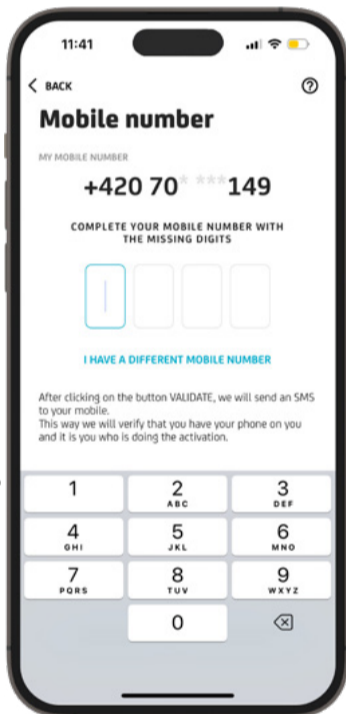 11:41
BACK
Mobile number
MY MOBILE NUMBER
+420 70* ***149
COMPLETE YOUR MOBILE NUMBER WITH
THE MISSING DIGITS
I HAVE A DIFFERENT MOBILE NUMBER
After clicking on the button VALIDATE, we will send an SMS
to your mobile.
This way we will verify that you have your phone on you
and it is you who is doing the activation.
1 2 3
ABC DEF
4 5 6
GHI JKL MNO
7 8 9
PQRS TUV WXYZ
0